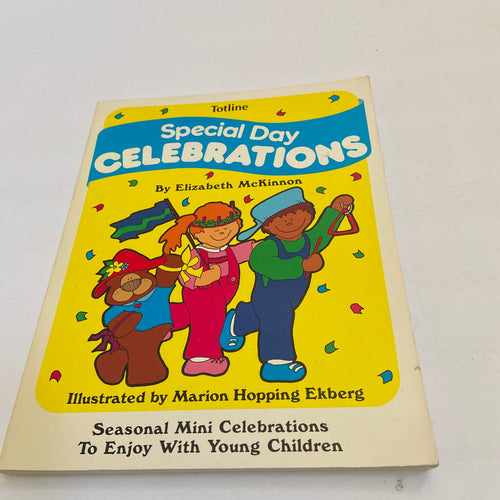 Totline
Special Day
CELEBRATIONS
By Elizabeth McKinnon
Illustrated by Marion Hopping Ekberg
Seasonal Mini Celebrations
To Enjoy With Young Children